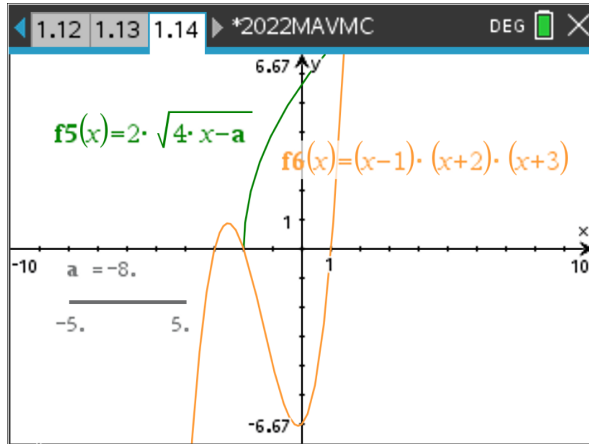 1.12 1.13 1.14 *2022MAVMC DEG
6.67 y
f5(x)=2· √4·x−a
f6(x)=(x−1)· (x+2)· (x+3)
1
x
-10 1 10
a =-8.
-5. 5.
-6.67